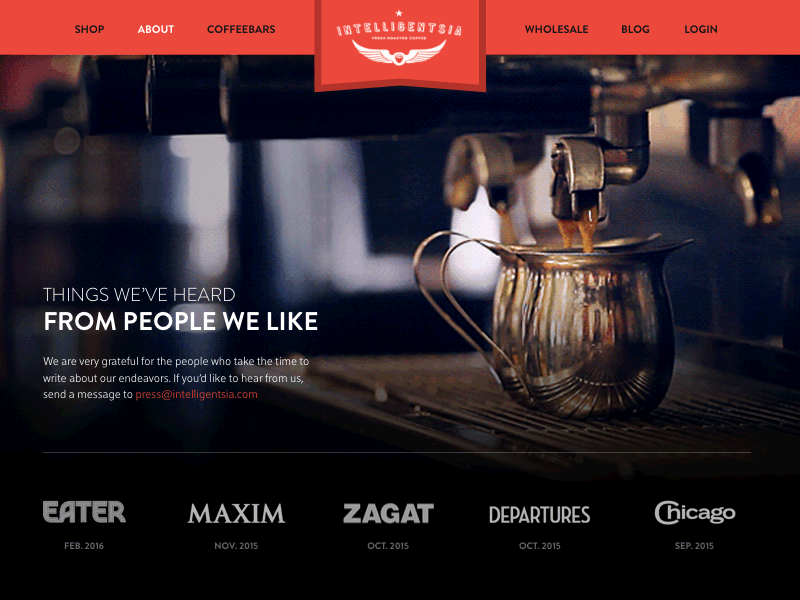 SHOP ABOUT COFFEEBARS
INTELLIGENTSIA
FRESH ROASTED COFFEE
WHOLESALE BLOG LOGIN
THINGS WE'VE HEARD
FROM PEOPLE WE LIKE
We are very grateful for the people who take the time to
write about our endeavors. If you'd like to hear from us,
send a message to press@intelligentsia.com
EATER MAXIM ZAGAT DEPARTURES Chicago
FEB. 2016 NOV. 2015 OCT. 2015 OCT. 2015 SEP. 2015